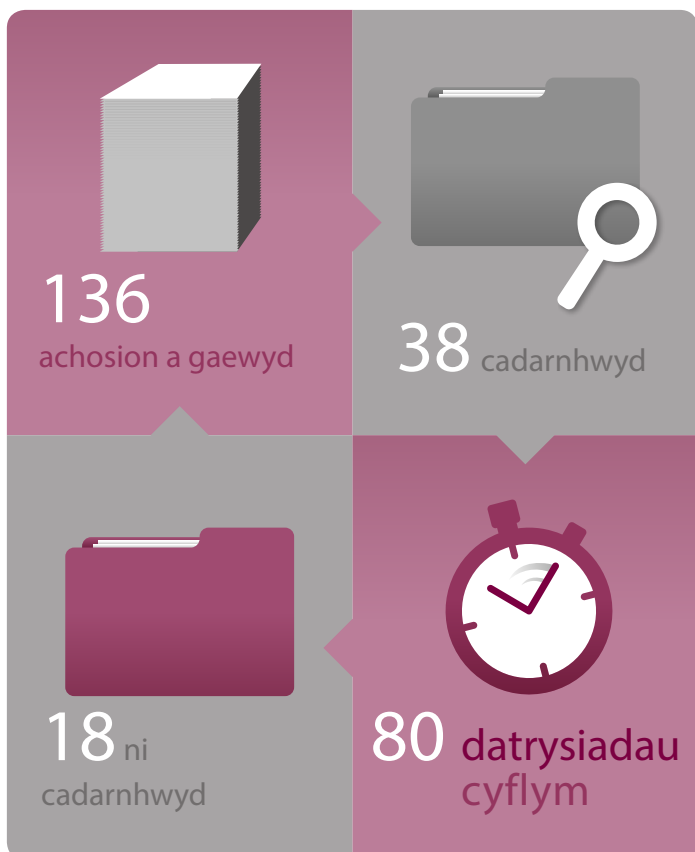 136
achosion a gaewyd
38 cadarnhwyd
18 ni
cadarnhwyd
80 datrysiadau
cyflym